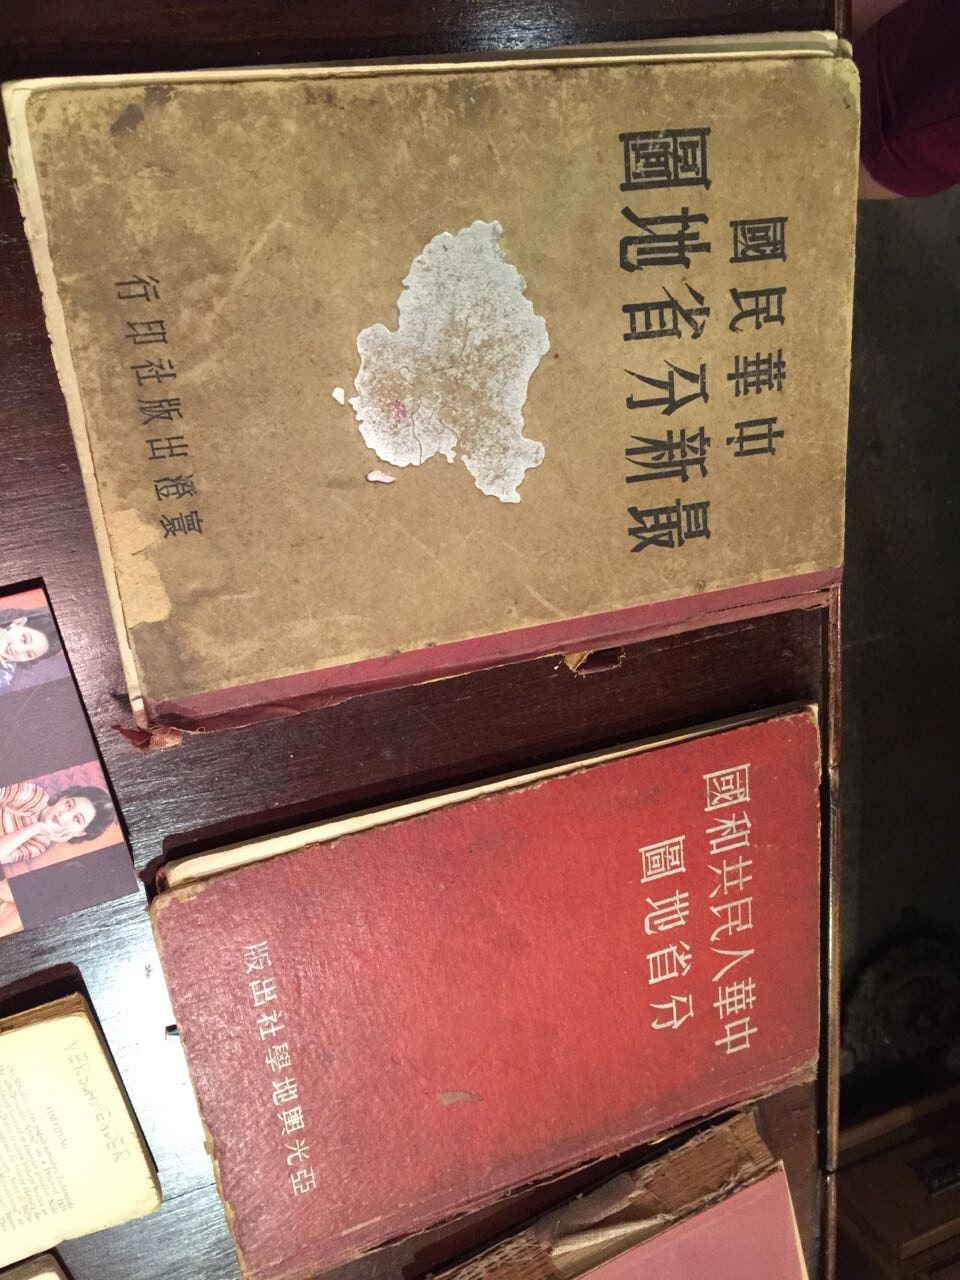 中華民國
最新分省地圖
寰澄出版社印行
中華人民共和國
分省地圖
亞光輿地學社出版